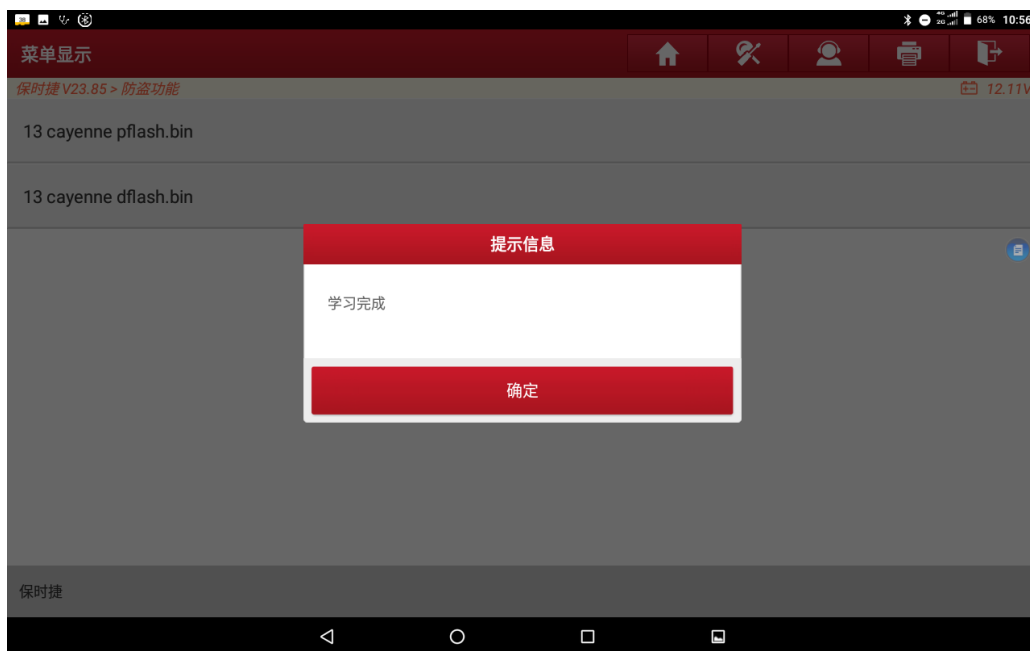 68% 10:56
菜单显示
保时捷 V23.85 > 防盗功能
12.11V
13 cayenne pflash.bin
13 cayenne dflash.bin
提示信息
学习完成
确定
保时捷